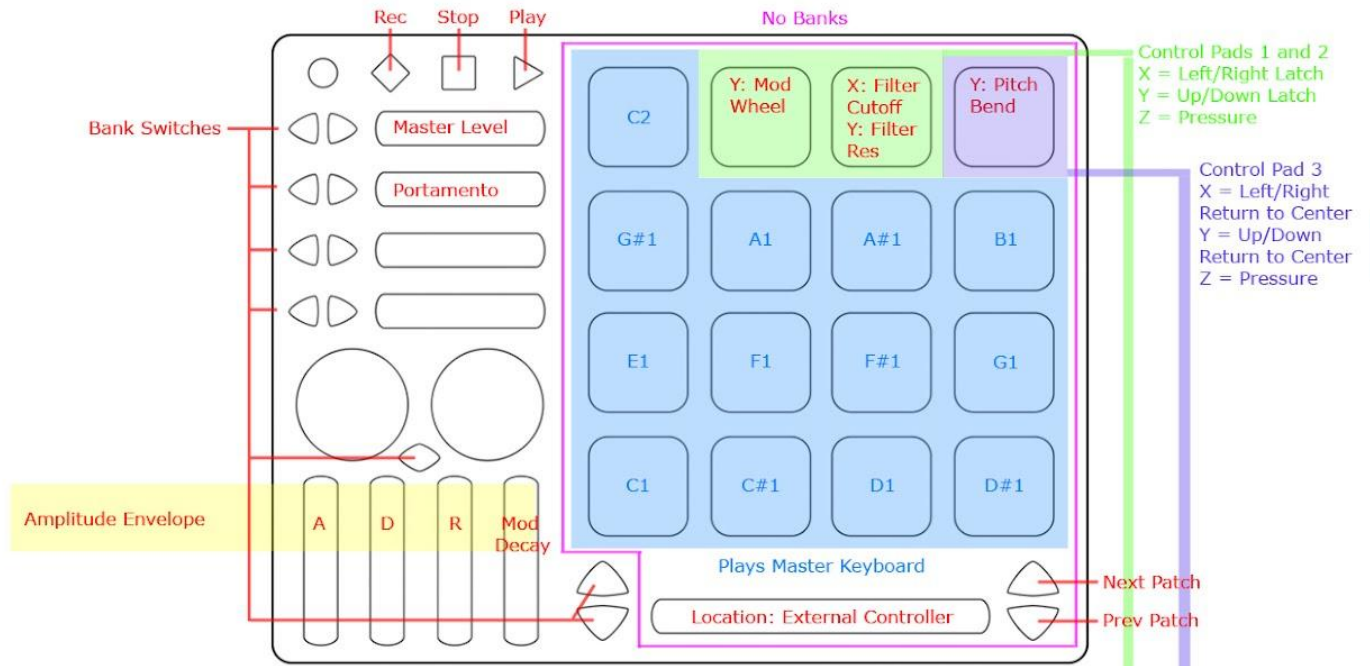 Rec Stop Play
No Banks
Control Pads 1 and 2
X = Left/Right Latch
Y = Up/Down Latch
Z = Pressure
Bank Switches
Master Level
Portamento
C2
Y: Mod
Wheel
X: Filter
Cutoff
Y: Filter
Res
Y: Pitch
Bend
Control Pad 3
X = Left/Right
Return to Center
Y = Up/Down
Return to Center
Z = Pressure
G#1 A1 A#1 B1
E1 F1 F#1 G1
C1 C#1 D1 D#1
Amplitude Envelope
A D R Mod
Decay
Plays Master Keyboard
Location: External Controller
Next Patch
Prev Patch